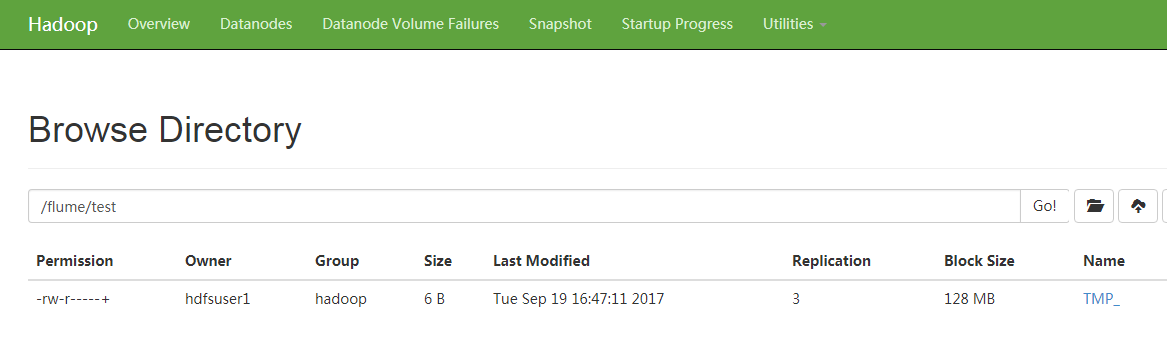 Hadoop Overview Datanodes Datanode Volume Failures Snapshot Startup Progress Utilities
Browse Directory
/flume/test Go!
Permission Owner Group Size Last Modified Replication Block Size Name
-rw-r-----+ hdfsuser1 hadoop 6 B Tue Sep 19 16:47:11 2017 3 128 MB TMP_